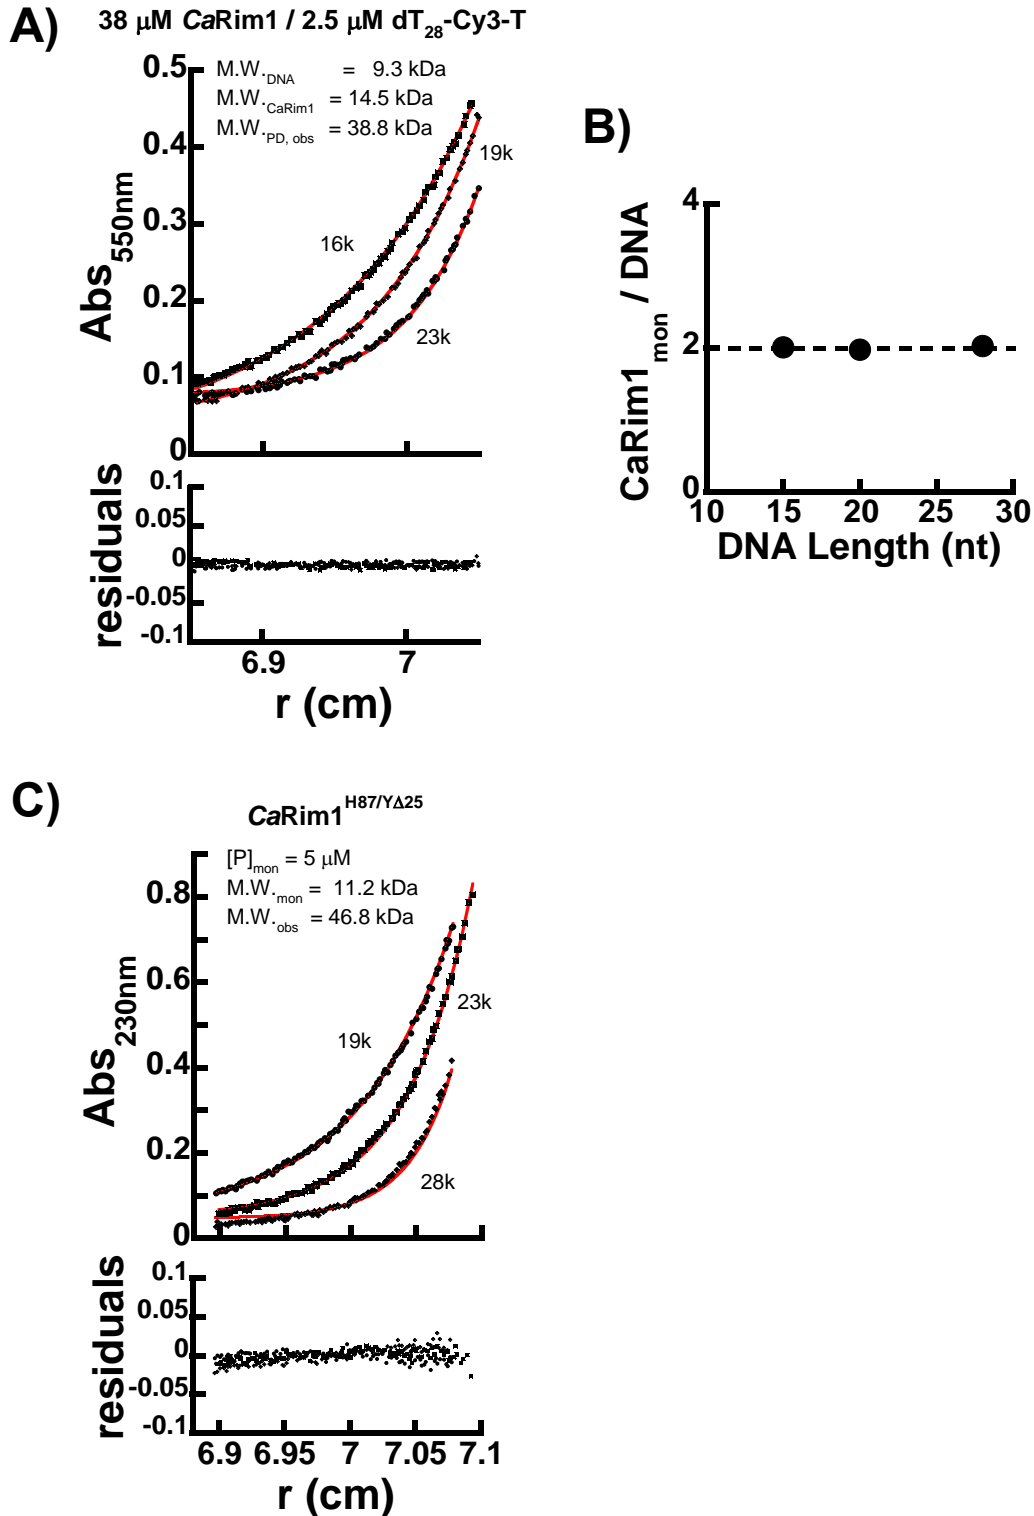 A)
38 μM CaRim1 / 2.5 μM dT28-Cy3-T
M.W.DNA = 9.3 kDa
M.W.CaRim1 = 14.5 kDa
M.W.PD, obs = 38.8 kDa
0.5
0.4
0.3
0.2
0.1
0
Abs550nm
16k
19k
23k
0.1
0.05
0
-0.05
-0.1
residuals
6.9
7
r (cm)
B)
4
2
0
CaRim1 mon / DNA
10 15 20 25 30
DNA Length (nt)
C)
CaRim1H87/YΔ25
[P]mon = 5 μM
M.W.mon = 11.2 kDa
M.W.obs = 46.8 kDa
0.8
0.6
0.4
0.2
0
Abs230nm
19k
23k
28k
0.1
0.05
0
-0.05
-0.1
residuals
6.9 6.95 7 7.05 7.1
r (cm)